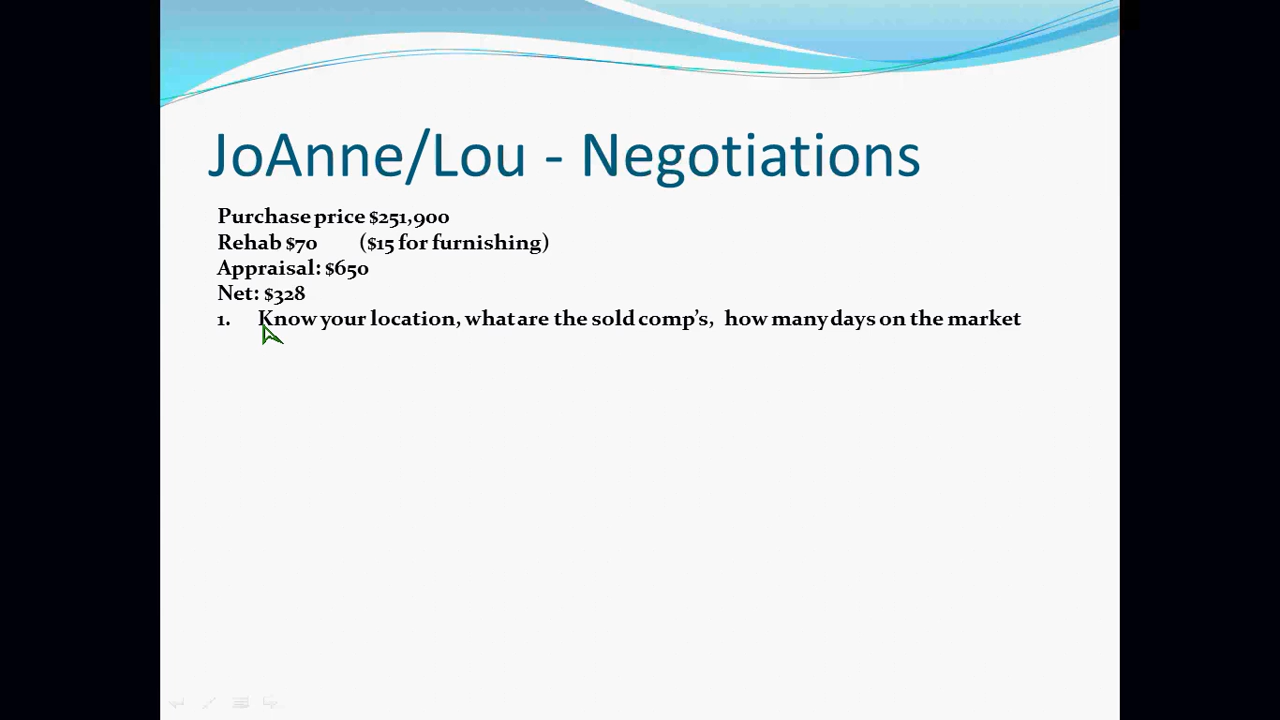 JoAnne/Lou - Negotiations
Purchase price $251,900
Rehab $70 ($15 for furnishing)
Appraisal: $650
Net: $328
1. Know your location, what are the sold comp's, how many days on the market